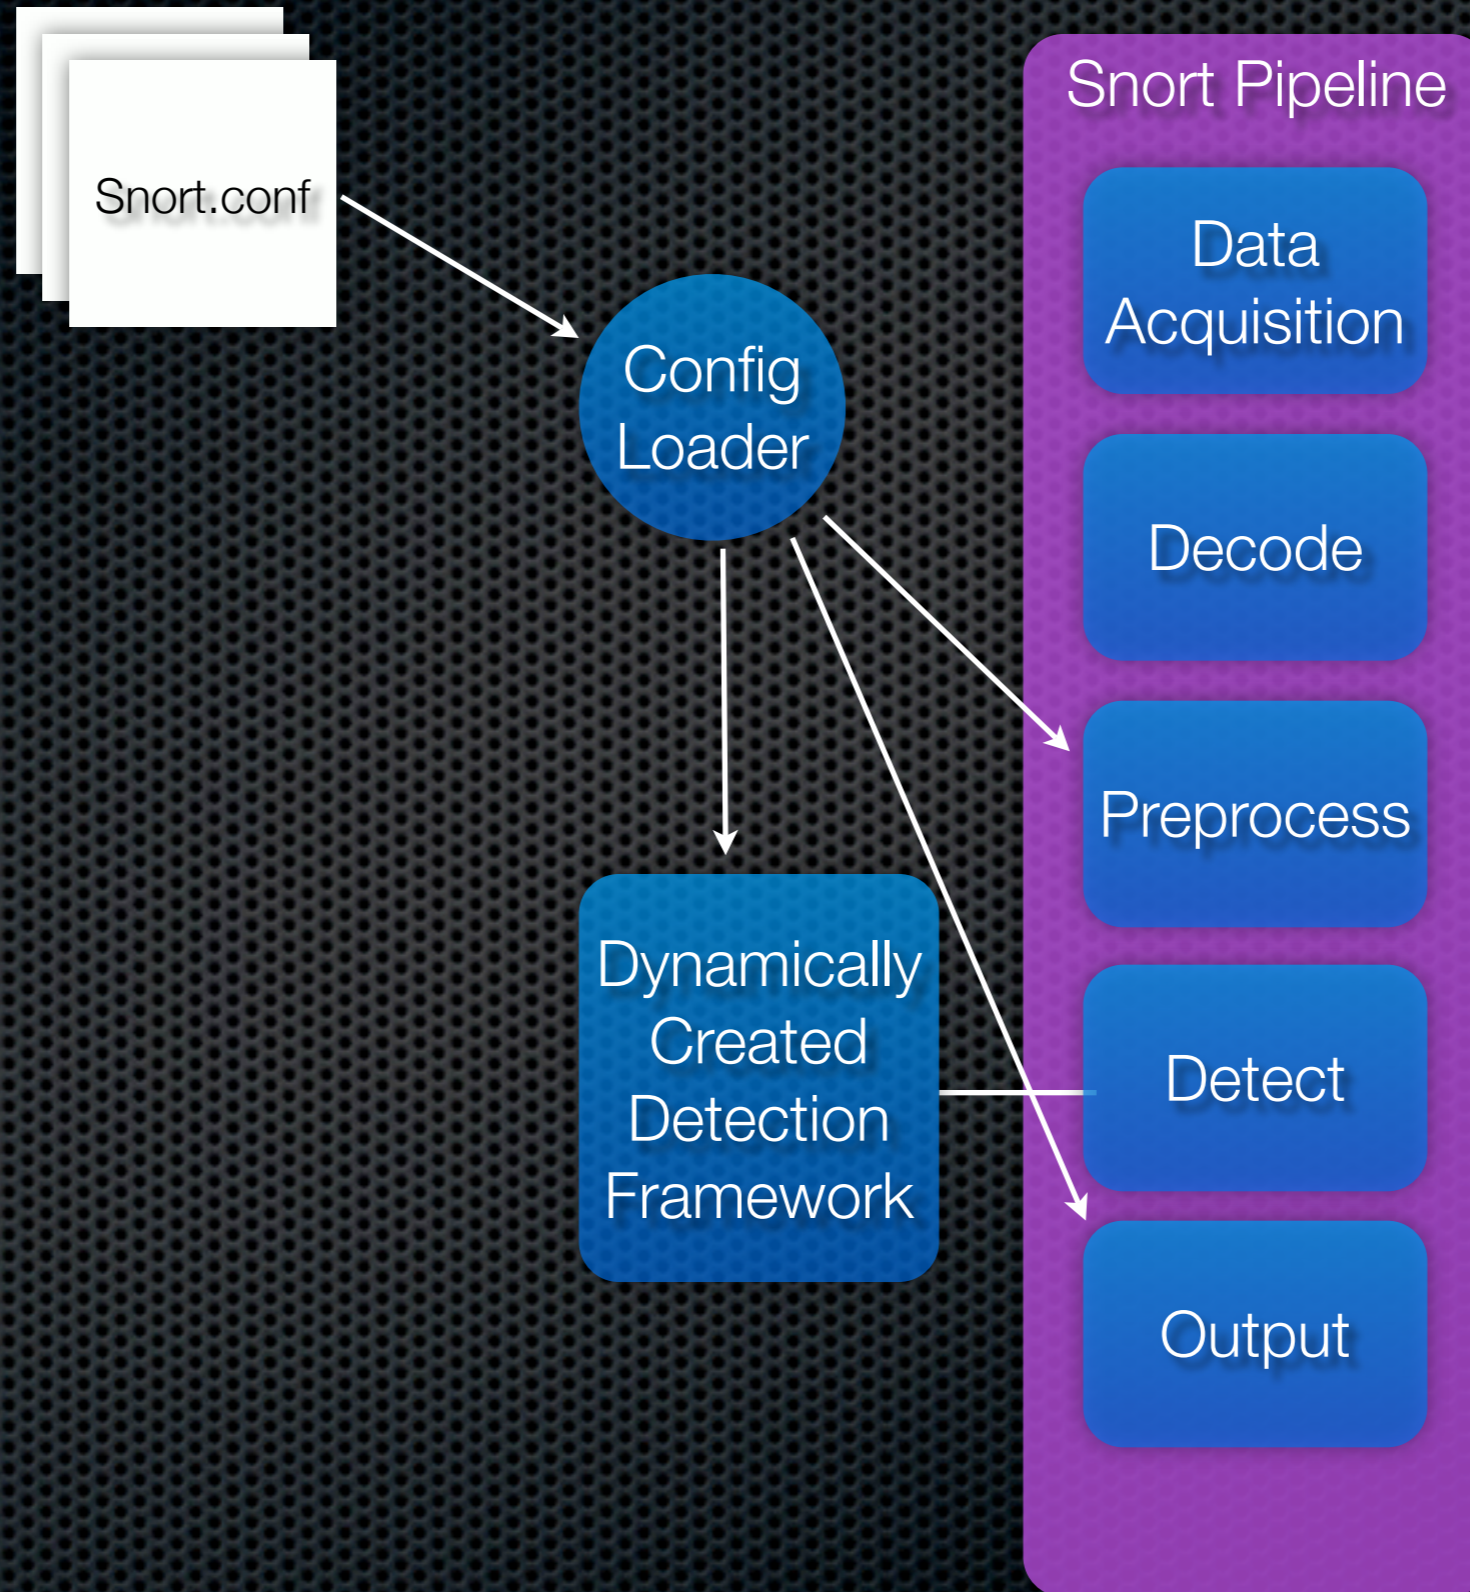 Snort.conf
Config
Loader
Dynamically
Created
Detection
Framework
Snort Pipeline
Data
Acquisition
Decode
Preprocess
Detect
Output